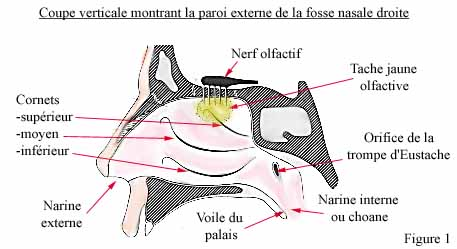 Coupe verticale montrant la paroi externe de la fosse nasale droite
Nerf olfactif
Tache jaune
olfactive
Cornets
-supérieur
-moyen
-inférieur
Orifice de la
trompe d'Eustache
Narine
externe
Voile du
palais
Narine interne
ou choane
Figure 1